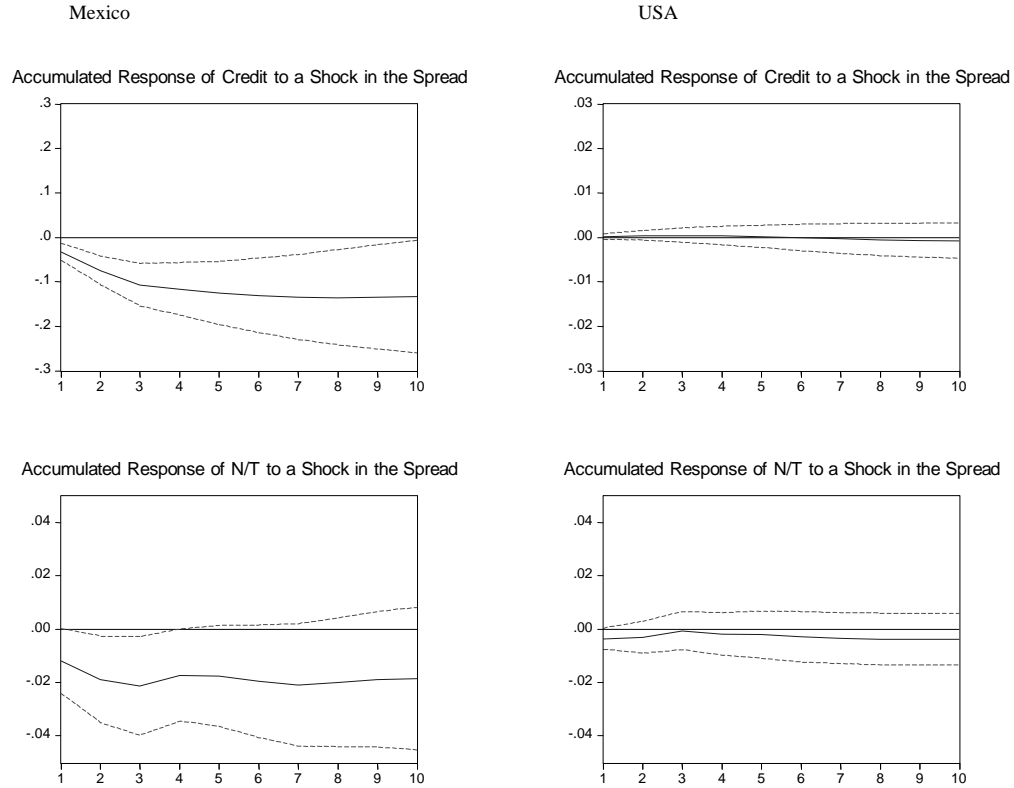 Mexico
USA
Accumulated Response of Credit to a Shock in the Spread
.3
.2
.1
.0
-.1
-.2
-.3
1 2 3 4 5 6 7 8 9 10
Accumulated Response of Credit to a Shock in the Spread
.03
.02
.01
.00
-.01
-.02
-.03
1 2 3 4 5 6 7 8 9 10
Accumulated Response of N/T to a Shock in the Spread
.04
.02
.00
-.02
-.04
1 2 3 4 5 6 7 8 9 10
Accumulated Response of N/T to a Shock in the Spread
.04
.02
.00
-.02
-.04
1 2 3 4 5 6 7 8 9 10